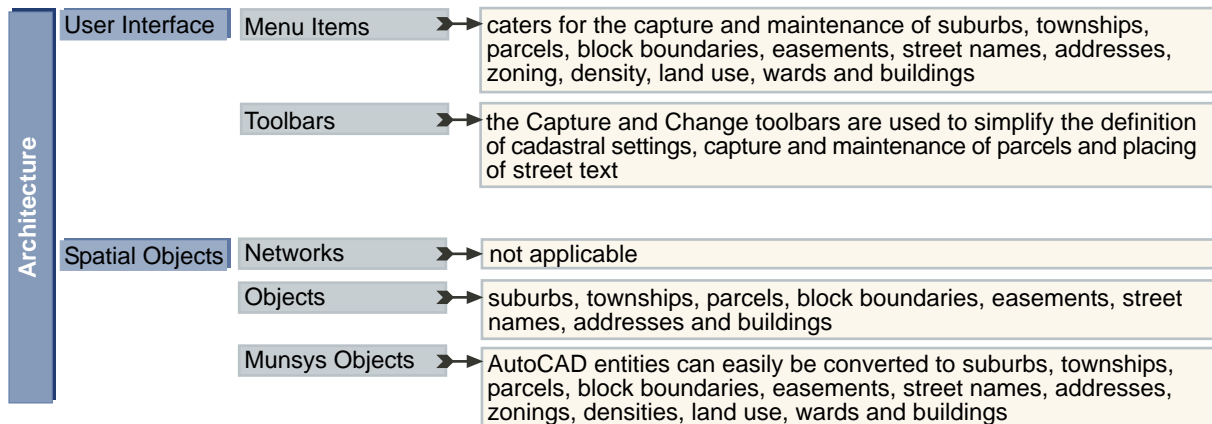 Architecture
User Interface
Menu Items
caters for the capture and maintenance of suburbs, townships,
parcels, block boundaries, easements, street names, addresses,
zoning, density, land use, wards and buildings
Toolbars
the Capture and Change toolbars are used to simplify the definition
of cadastral settings, capture and maintenance of parcels and placing
of street text
Spatial Objects
Networks
not applicable
Objects
suburbs, townships, parcels, block boundaries, easements, street
names, addresses and buildings
Munsys Objects
AutoCAD entities can easily be converted to suburbs, townships,
parcels, block boundaries, easements, street names, addresses,
zonings, densities, land use, wards and buildings